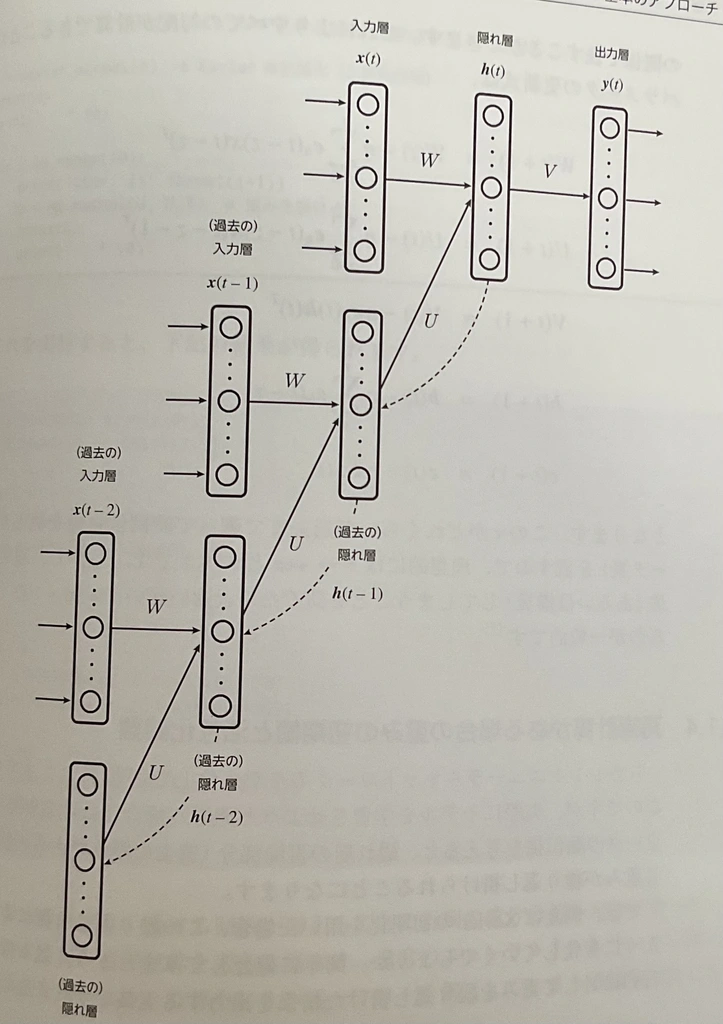 のアプローチ
入力層
x(t)
隠れ層
h(t)
出力層
y(t)
W
V
(過去の)
入力層
x(t−1)
U
W
(過去の)
入力層
x(t−2)
U
(過去の)
隠れ層
h(t−1)
W
U
(過去の)
隠れ層
h(t−2)
(過去の)
隠れ層